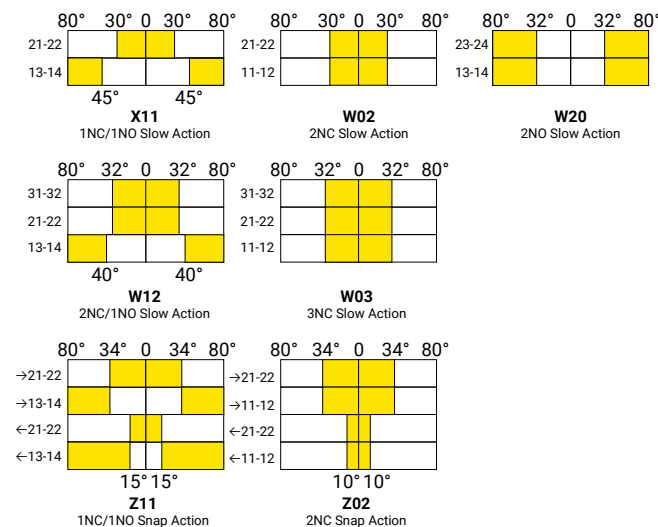 80° 30° 0 30° 80°
21-22
13-14
45° 45°
X11
1NC/1NO Slow Action
80° 30° 0 30° 80°
21-22
11-12
W02
2NC Slow Action
80° 32° 0 32° 80°
23-24
13-14
W20
2NO Slow Action
80° 32° 0 32° 80°
31-32
21-22
13-14
40° 40°
W12
2NC/1NO Slow Action
80° 32° 0 32° 80°
31-32
21-22
11-12
W03
3NC Slow Action
80° 34° 0 34° 80°
→21-22
→13-14
←21-22
←13-14
15° 15°
Z11
1NC/1NO Snap Action
80° 34° 0 34° 80°
→21-22
→11-12
←21-22
←11-12
10° 10°
Z02
2NC Snap Action